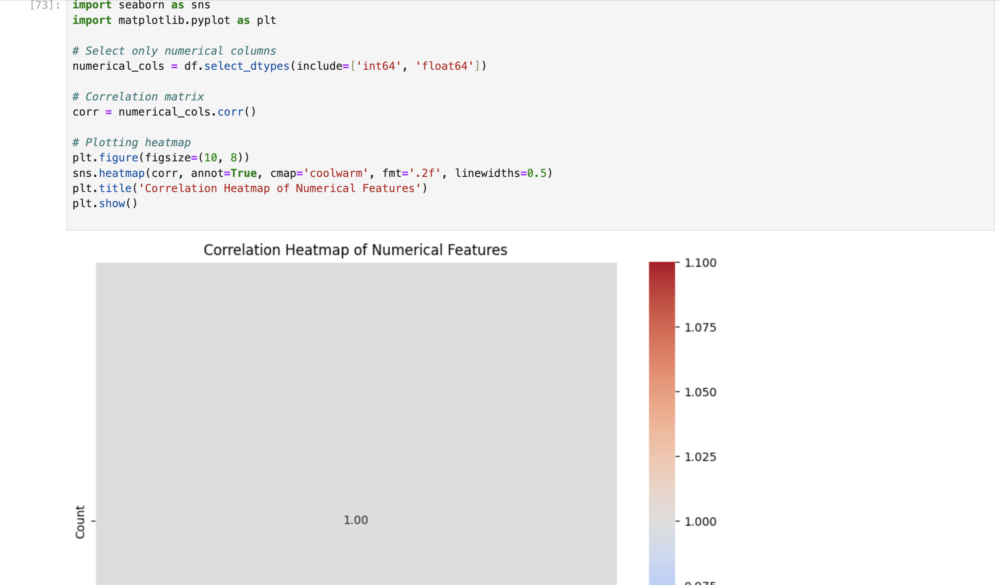 [73]: import seaborn as sns
import matplotlib.pyplot as plt
# Select only numerical columns
numerical_cols = df.select_dtypes(include=['int64', 'float64'])
# Correlation matrix
corr = numerical_cols.corr()
# Plotting heatmap
plt.figure(figsize=(10, 8))
sns.heatmap(corr, annot=True, cmap='coolwarm', fmt='.2f', linewidths=0.5)
plt.title('Correlation Heatmap of Numerical Features')
plt.show()
Correlation Heatmap of Numerical Features
1.100
1.075
1.050
1.025
Count
1.00
1.000
0.975